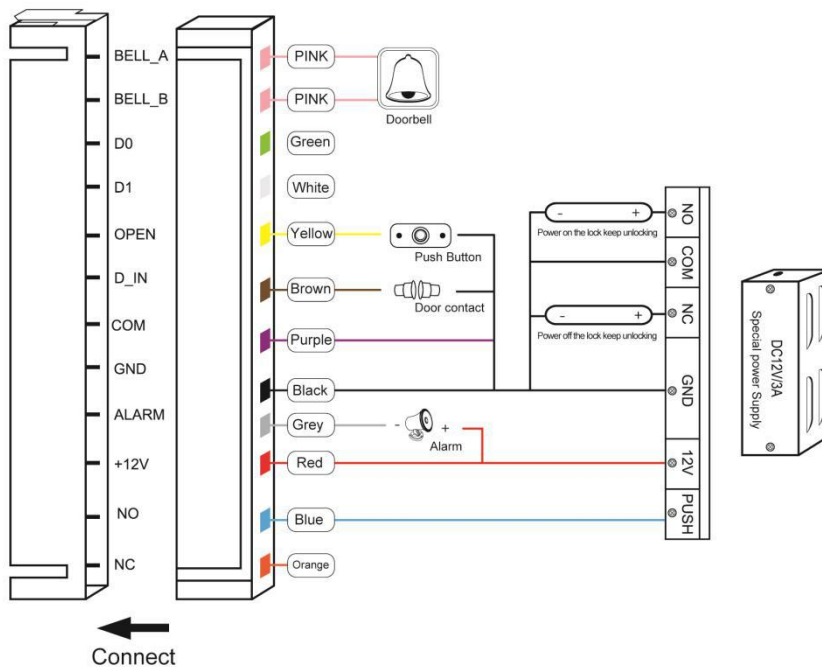 BELL_A
BELL_B
D0
D1
OPEN
D_IN
COM
GND
ALARM
+12V
NO
NC
Connect
PINK
PINK
Green
White
Yellow
Brown
Purple
Black
Grey
Red
Blue
Orange
Doorbell
Push Button
Door contact
- +
Alarm
- +
Power on the lock keep unlocking
- +
Power off the lock keep unlocking
NO
COM
NC
GND
12V
PUSH
DC12V/3A
Special power Supply